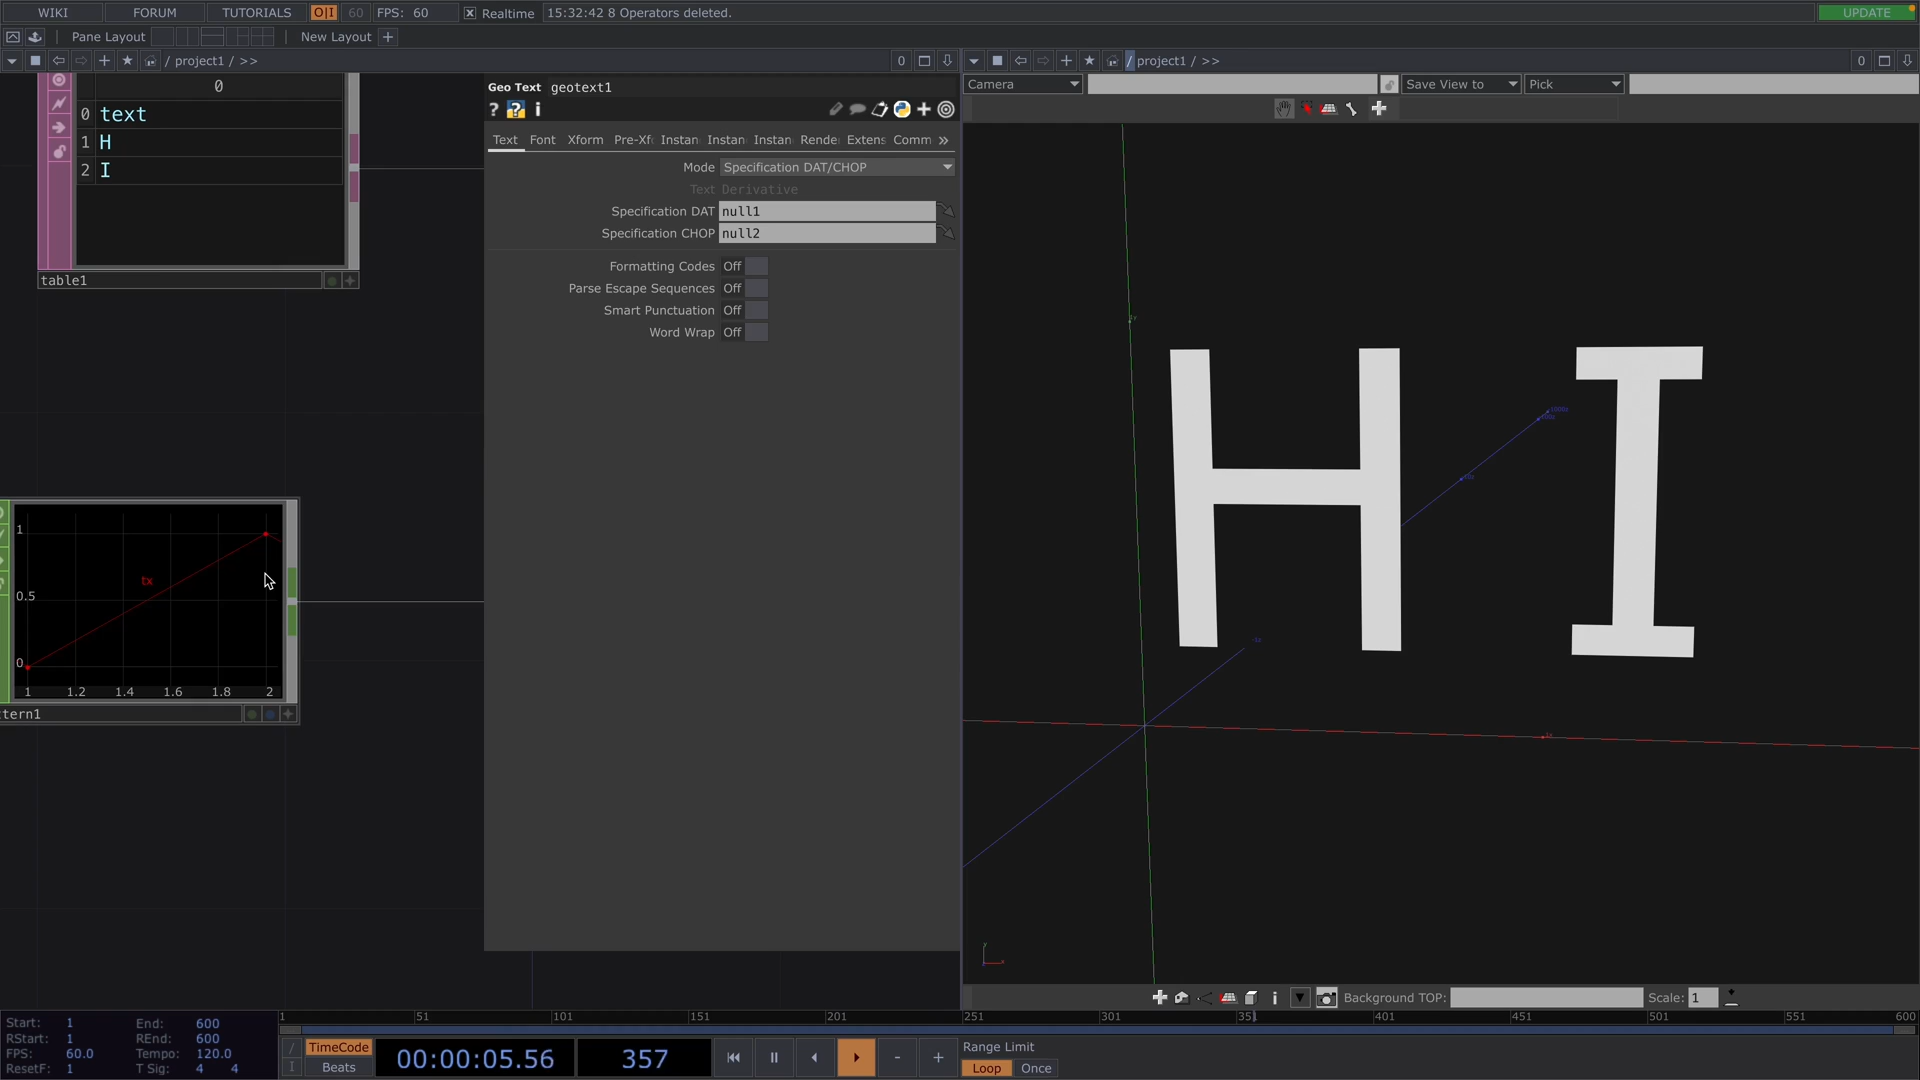 WIKI FORUM TUTORIALS O|I 60 FPS: 60 Realtime 15:32:42 8 Operators deleted. UPDATE
Pane Layout New Layout
/ project1 / >> 0
/ project1 / >> 0
0
0 text
1 H
2 I
table1
Geo Text geotext1
Text Font Xform Pre-Xf Instan Instan Instan Rende Extens Comm
Mode Specification DAT/CHOP
Text Derivative
Specification DAT null1
Specification CHOP null2
Formatting Codes Off
Parse Escape Sequences Off
Smart Punctuation Off
Word Wrap Off
1
tx
0.5
0
1 1.2 1.4 1.6 1.8 2
tern1
Camera Save View to Pick
H I
1y
1x
y
x
Background TOP: Scale: 1
1 51 101 151 201 251 301 351 401 451 501 551 600
Start: 1 End: 600
RStart: 1 REnd: 600
FPS: 60.0 Tempo: 120.0
ResetF: 1 T Sig: 4 4
TimeCode
Beats
00:00:05.56 357
Range Limit
Loop Once